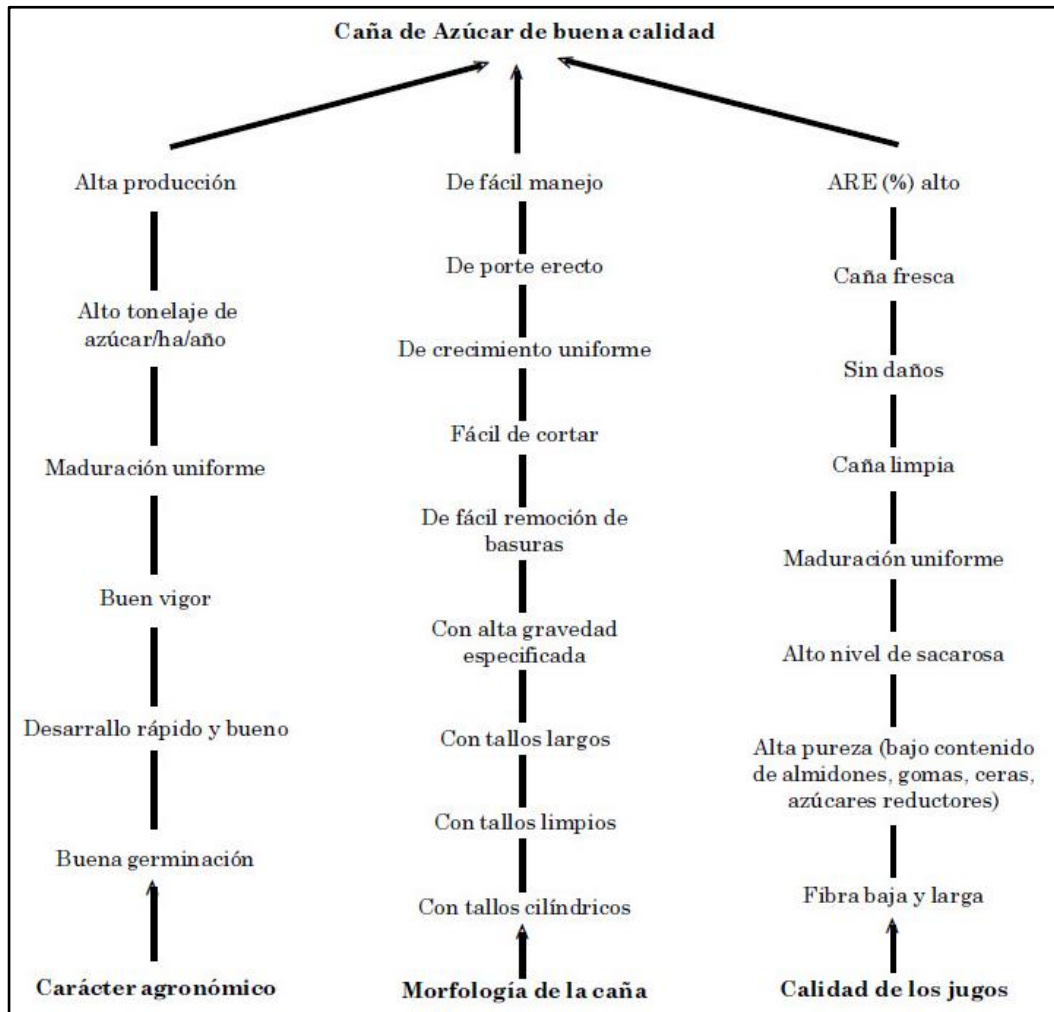 Caña de Azúcar de buena calidad
Alta producción
Alto tonelaje de
azúcar/ha/año
Maduración uniforme
Buen vigor
Desarrallo rápido y bueno
Buena germinación
Carácter agronómico
De fácil manejo
De porte erecto
De crecimiento uniforme
Fácil de cortar
De fácil remoción de
basuras
Con alta gravedad
especificada
Con tallos largos
Con tallos limpios
Con tallos cilíndricos
Morfología de la caña
ARE (%) alto
Caña fresca
Sin daños
Caña limpia
Maduración uniforme
Alto nivel de sacarosa
Alta pureza (bajo contenido
de almidones, gomas, ceras,
azúcares reductores)
Fibra baja y larga
Calidad de los jugos